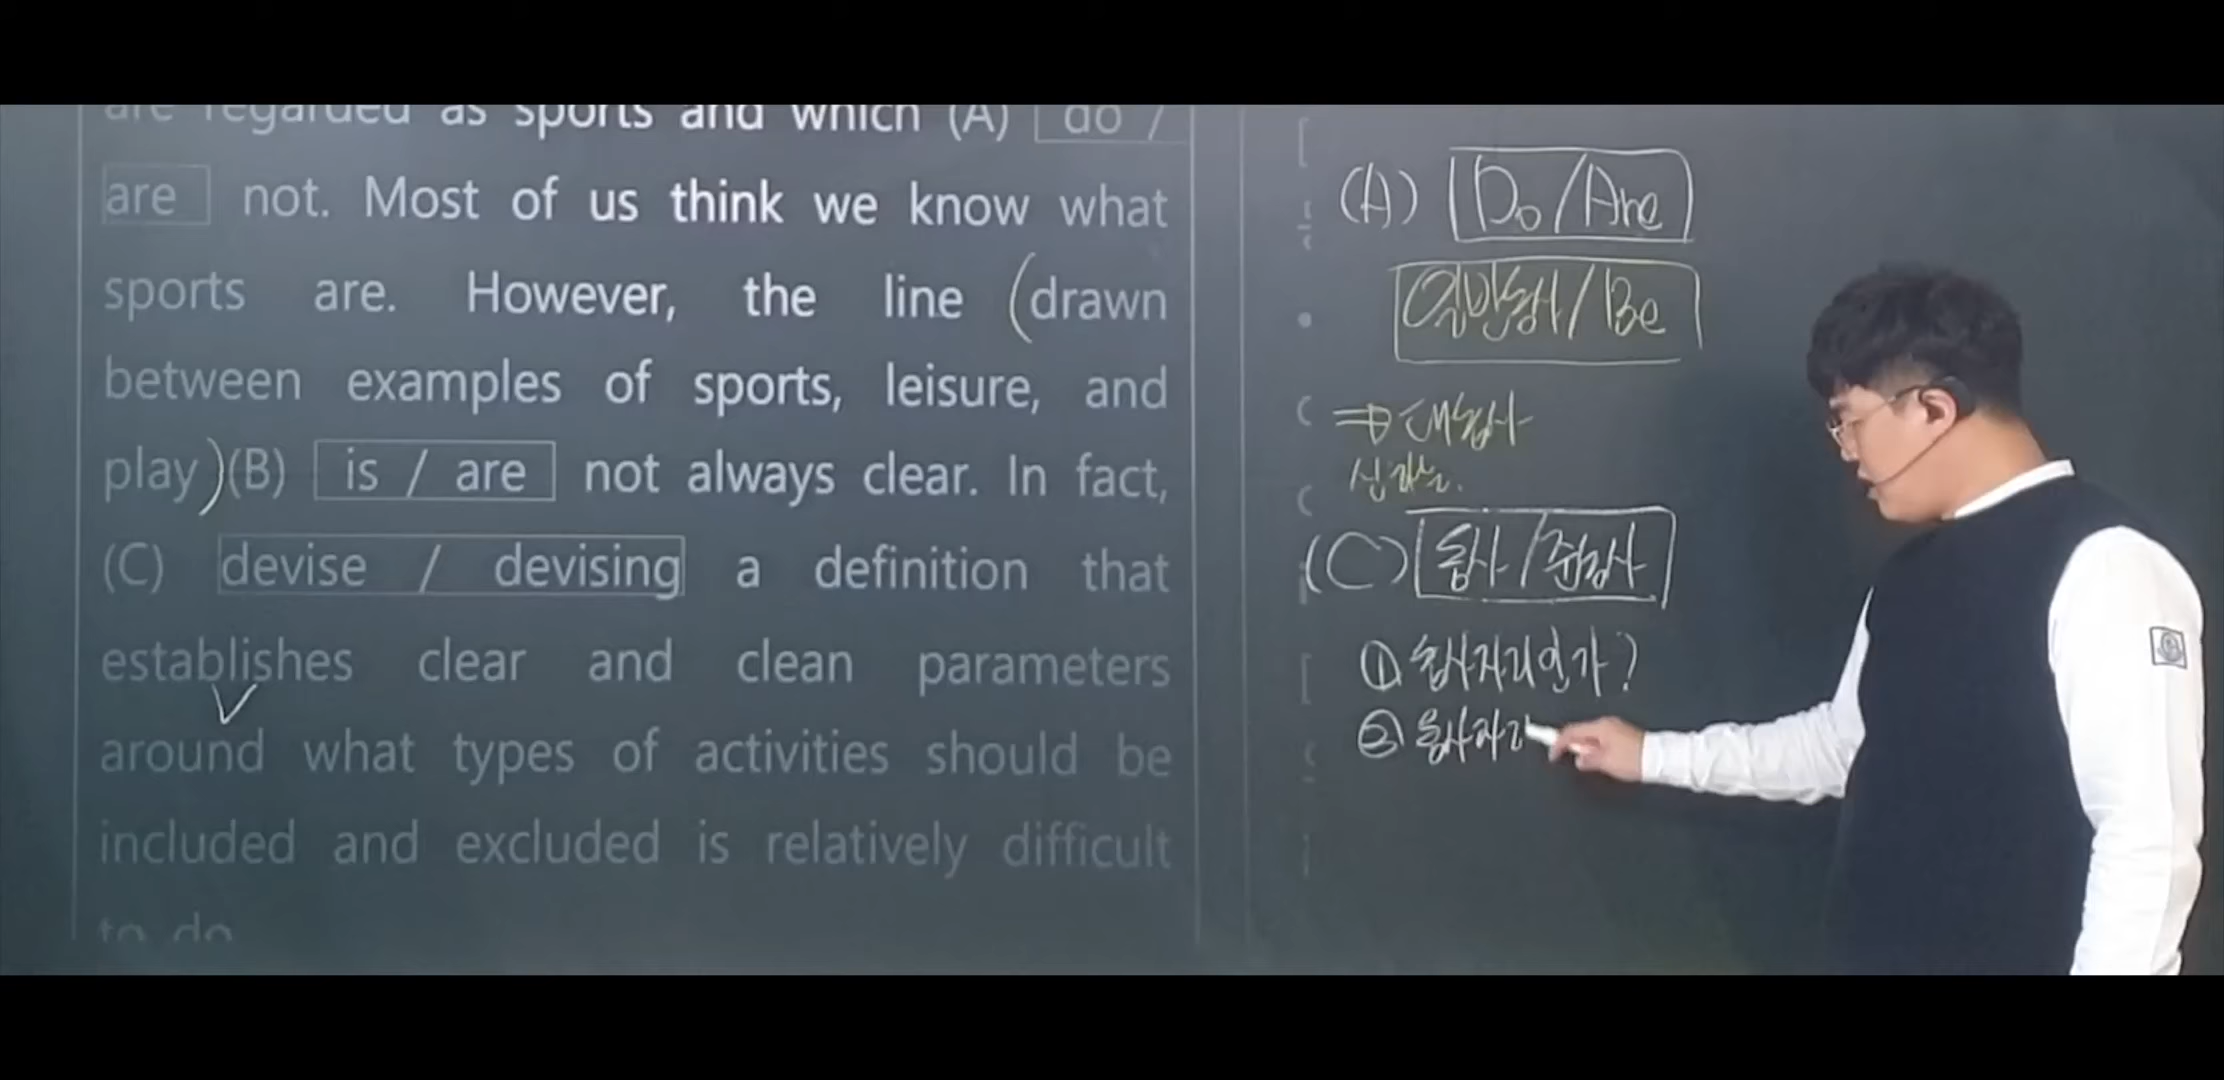 are regarded as sports and which (A) do /
are not. Most of us think we know what
sports are. However, the line (drawn
between examples of sports, leisure, and
play)(B) is / are not always clear. In fact,
(C) devise / devising a definition that
establishes clear and clean parameters
around what types of activities should be
included and excluded is relatively difficult
to do
(A) Do/Are
일반동사/Be
⇒ 대동사
(C) 동사/준동사
① 동사자리인가?
② 동사자리